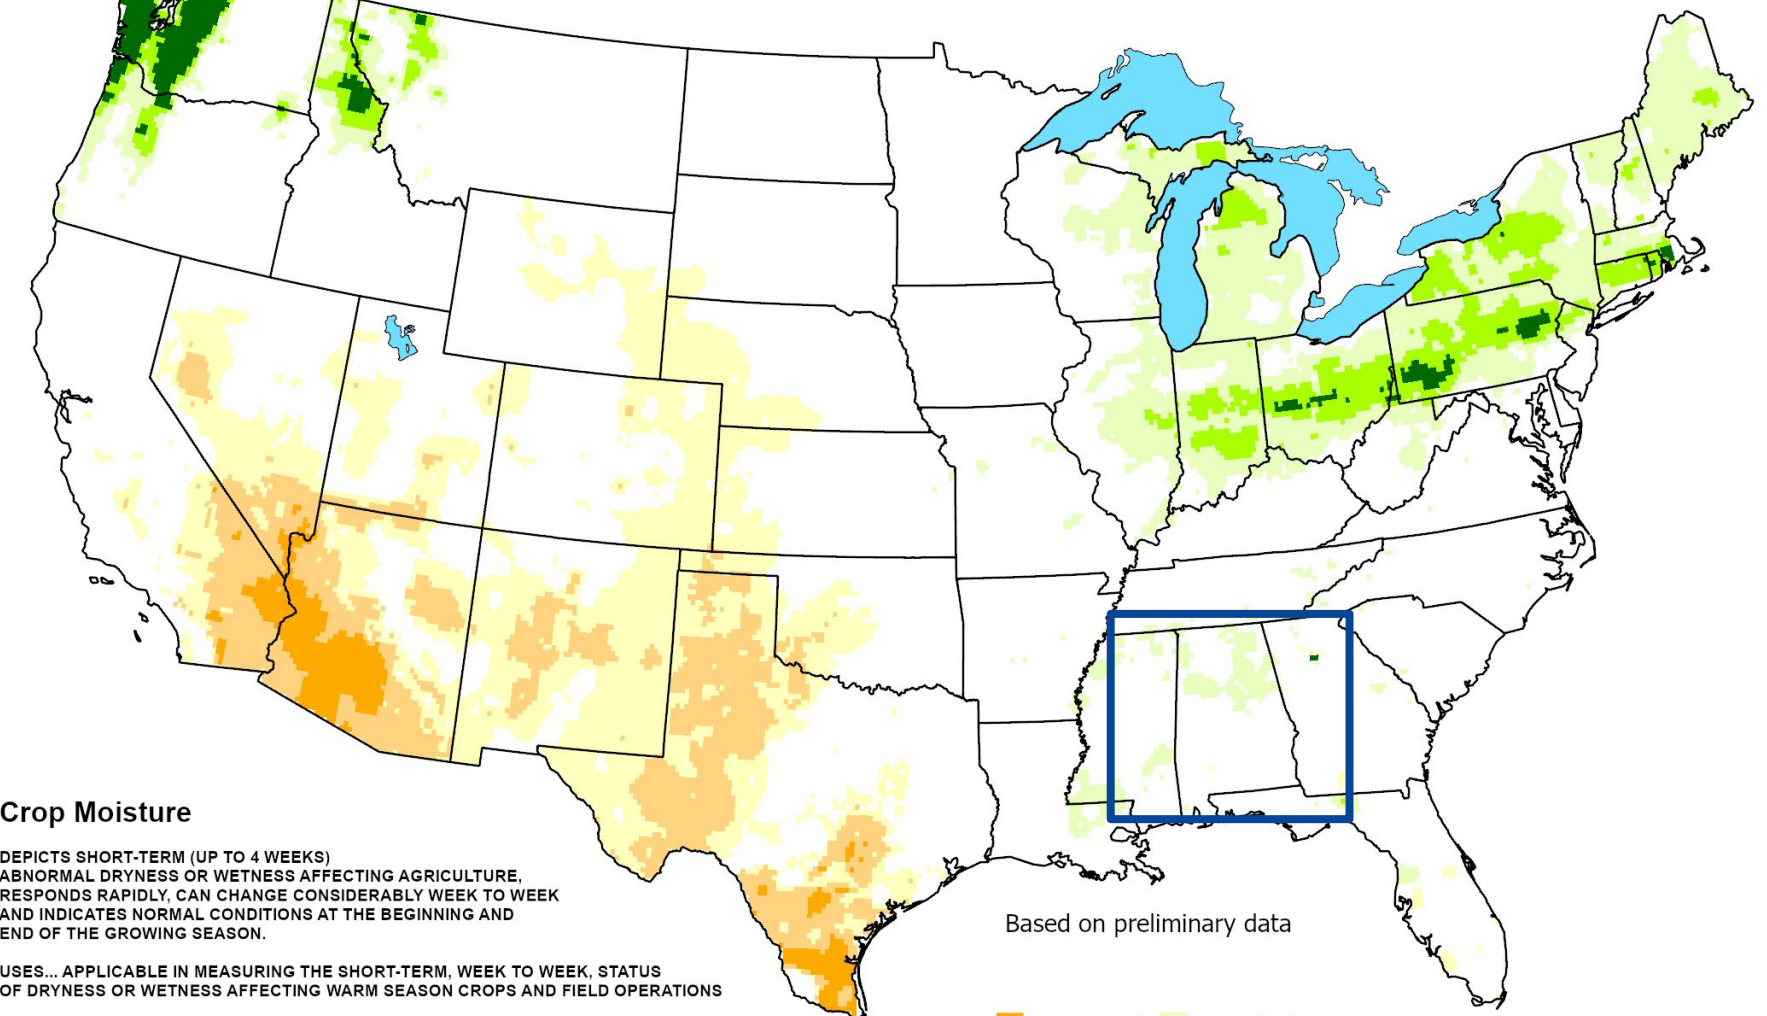 Crop Moisture
DEPICTS SHORT-TERM (UP TO 4 WEEKS)
ABNORMAL DRYNESS OR WETNESS AFFECTING AGRICULTURE,
RESPONDS RAPIDLY, CAN CHANGE CONSIDERABLY WEEK TO WEEK
AND INDICATES NORMAL CONDITIONS AT THE BEGINNING AND
END OF THE GROWING SEASON.
USES... APPLICABLE IN MEASURING THE SHORT-TERM, WEEK TO WEEK, STATUS
OF DRYNESS OR WETNESS AFFECTING WARM SEASON CROPS AND FIELD OPERATIONS
Based on preliminary data